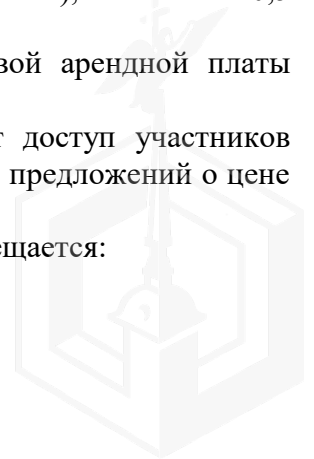 вой арендной платы
доступ участников
предложений о цене
ещается: